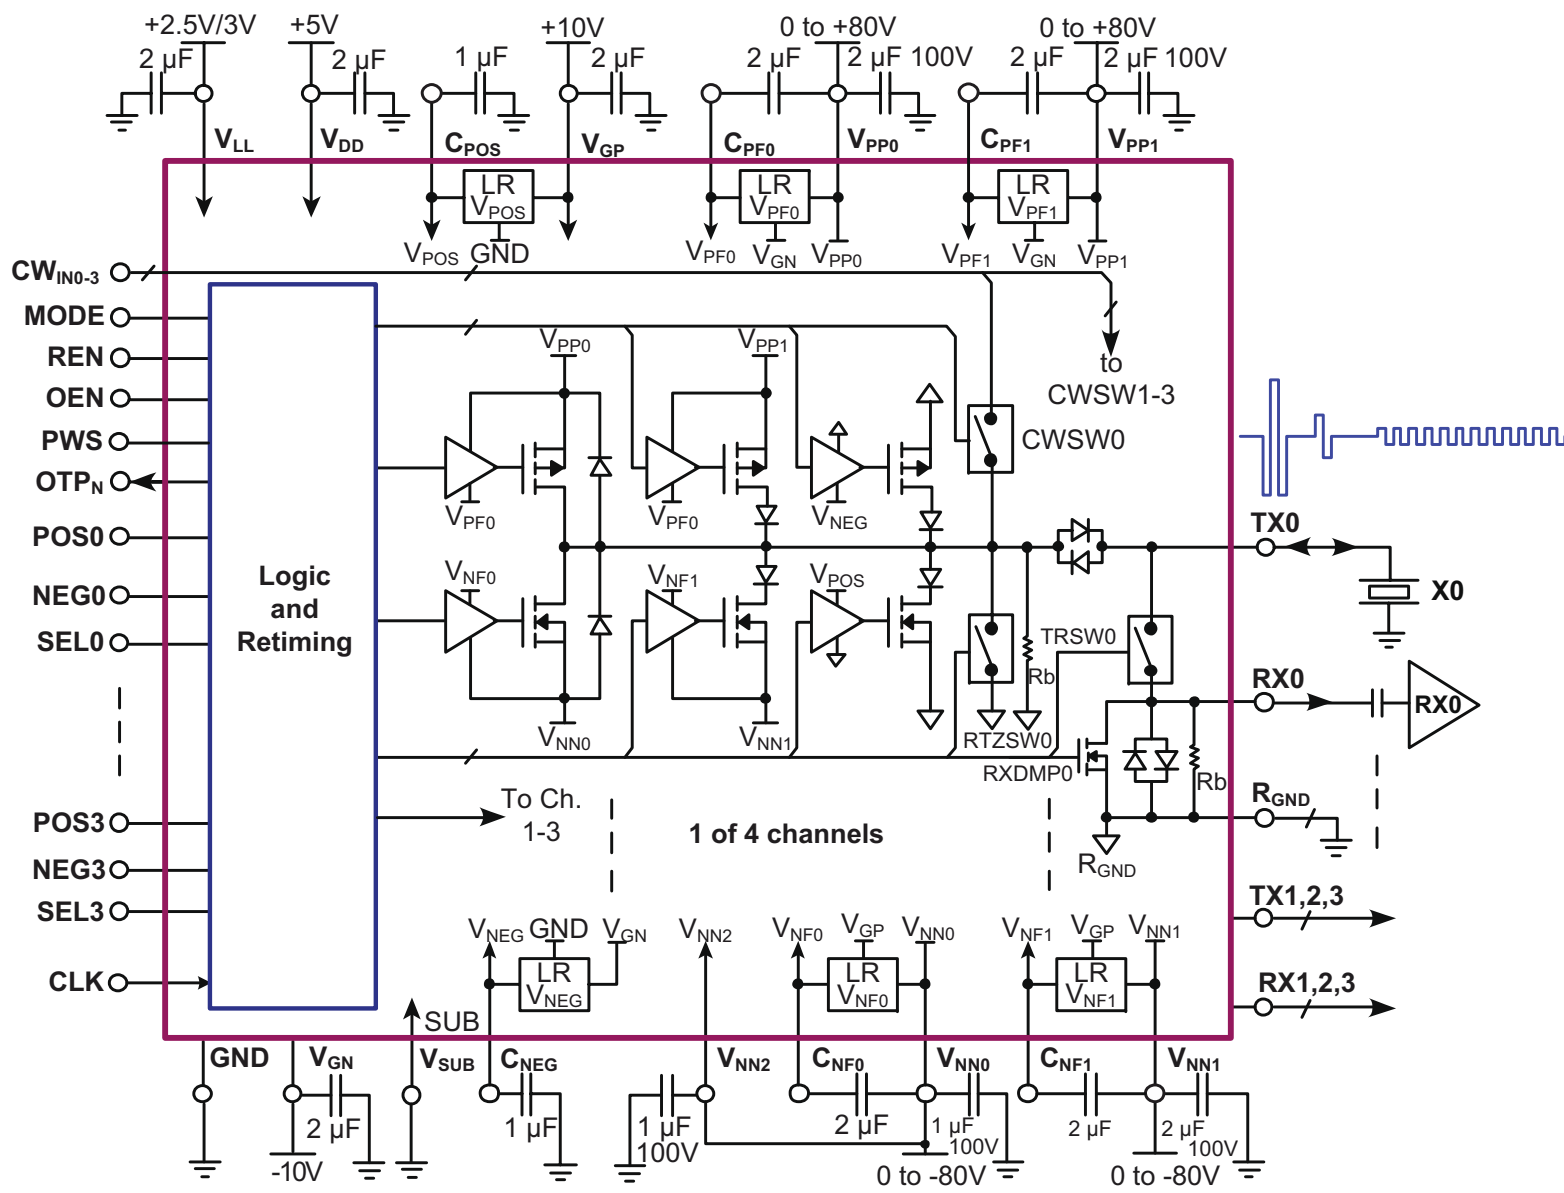 +2.5V/3V
+5V
+10V
0 to +80V
0 to +80V
2 µF
2 µF
1 µF
2 µF
2 µF
2 µF 100V
2 µF
2 µF 100V
VLL
VDD
CPOS
VGP
CPF0
VPP0
CPF1
VPP1
LR
VPOS
LR
VPF0
LR
VPF1
VPOS
GND
VPF0
VGN
VPP0
VPF1
VGN
VPP1
CWIN0-3
MODE
REN
OEN
PWS
OTPN
POS0
NEG0
SEL0
POS3
NEG3
SEL3
CLK
Logic
and
Retiming
VPP0
VPP1
to
CWSW1-3
CWSW0
VPF0
VPF0
VNEG
VNF0
VNF1
VPOS
TX0
X0
TRSW0
Rb
RX0
RX0
VNN0
VNN1
RTZSW0
RXDMP0
Rb
RGND
RGND
To Ch.
1-3
1 of 4 channels
TX1,2,3
RX1,2,3
VNEG
GND
VGN
VNN2
VNF0
VGP
VNN0
VNF1
VGP
VNN1
LR
VNEG
LR
VNF0
LR
VNF1
SUB
GND
VGN
VSUB
CNEG
VNN2
CNF0
VNN0
CNF1
VNN1
2 µF
1 µF
1 µF
100V
2 µF
1 µF
100V
2 µF
2 µF
100V
-10V
0 to -80V
0 to -80V